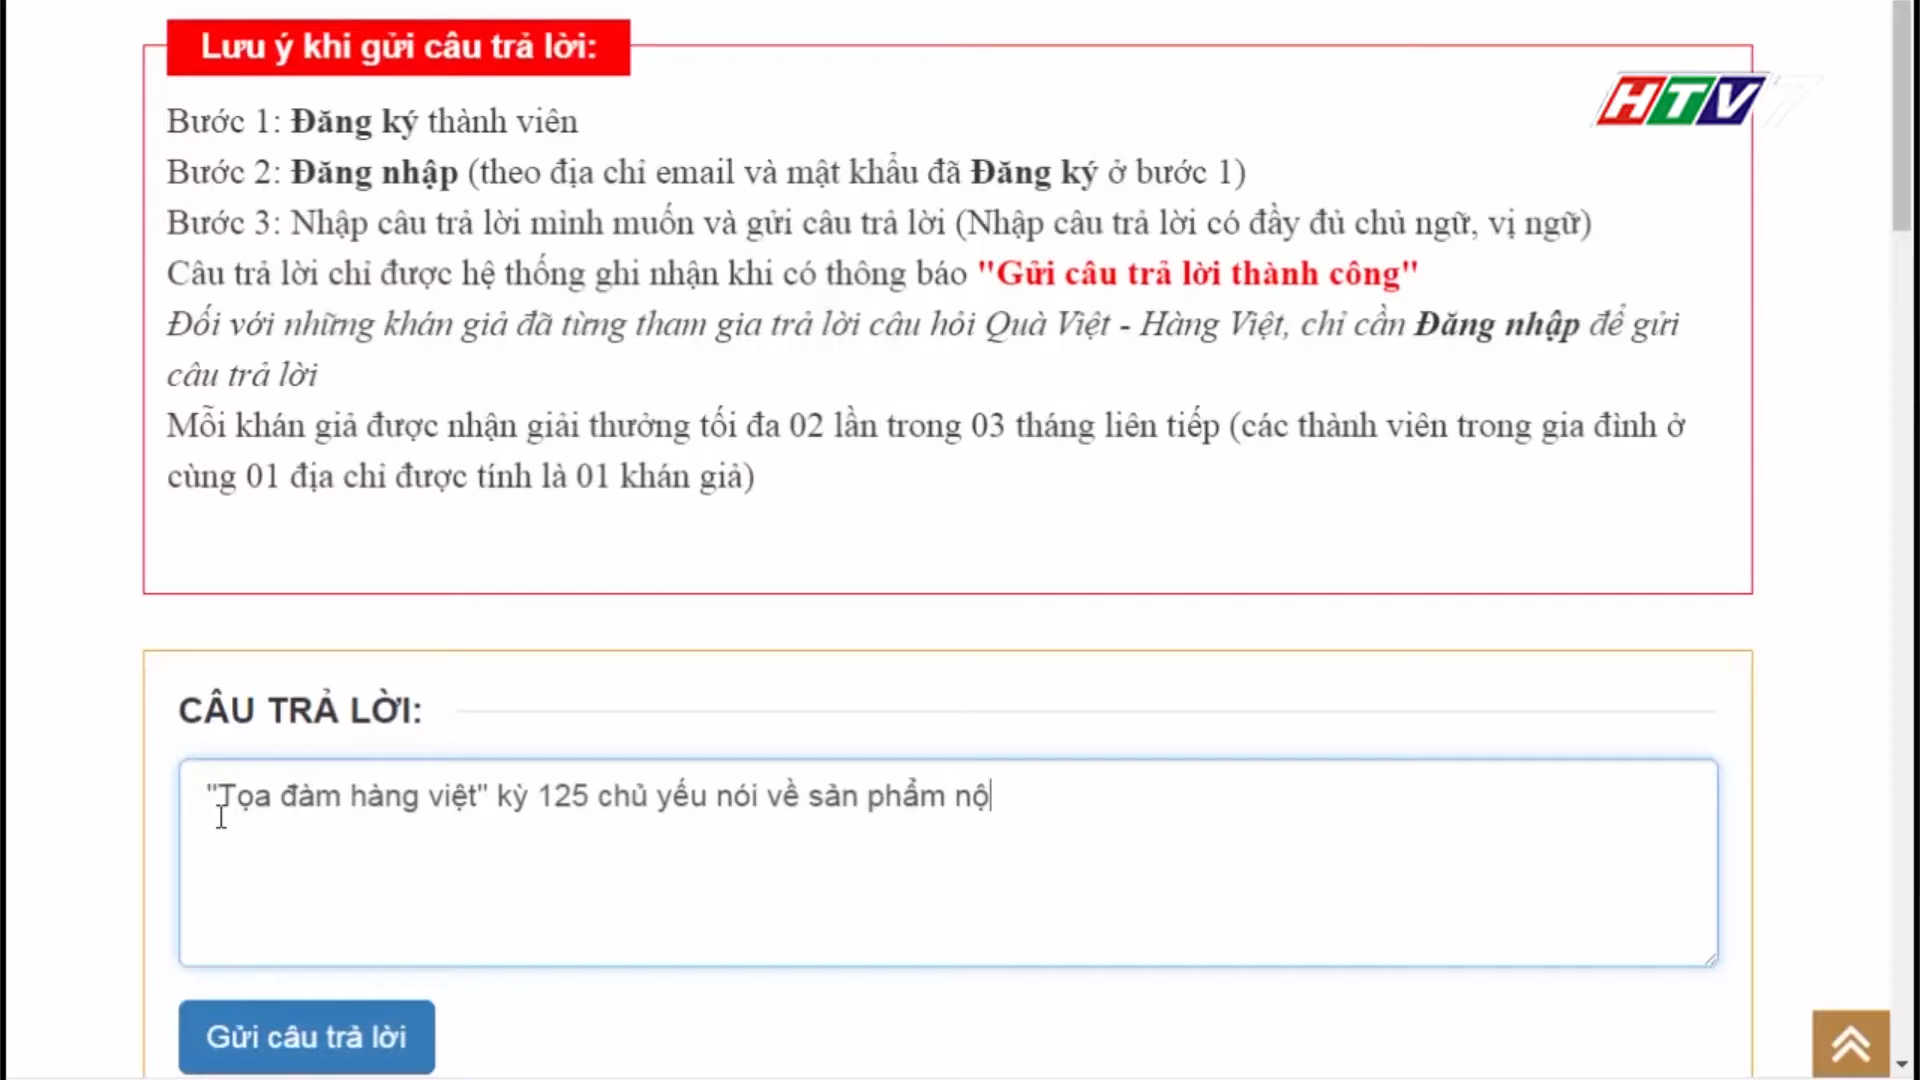 Lưu ý khi gửi câu trả lời:
HTV7
Bước 1: Đăng ký thành viên
Bước 2: Đăng nhập (theo địa chỉ email và mật khẩu đã Đăng ký ở bước 1)
Bước 3: Nhập câu trả lời mình muốn và gửi câu trả lời (Nhập câu trả lời có đầy đủ chủ ngữ, vị ngữ)
Câu trả lời chỉ được hệ thống ghi nhận khi có thông báo "Gửi câu trả lời thành công"
Đối với những khán giả đã từng tham gia trả lời câu hỏi Quà Việt - Hàng Việt, chỉ cần Đăng nhập để gửi
câu trả lời
Mỗi khán giả được nhận giải thưởng tối đa 02 lần trong 03 tháng liên tiếp (các thành viên trong gia đình ở
cùng 01 địa chỉ được tính là 01 khán giả)
CÂU TRẢ LỜI:
"Tọa đàm hàng việt" kỳ 125 chủ yếu nói về sản phẩm nộ
Gửi câu trả lời